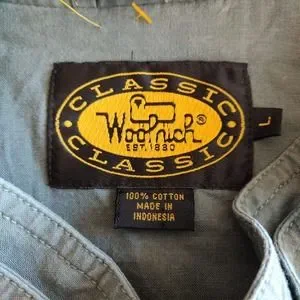 CLASSIC
Woolrich®
EST. 1830
CLASSIC
L
100% COTTON
MADE IN
INDONESIA